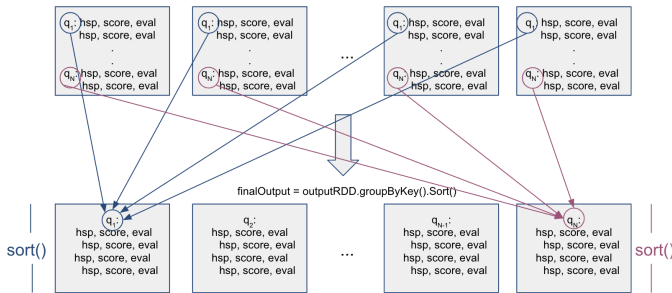 q1: hsp, score, eval
hsp, score, eval
.
.
qN: hsp, score, eval
hsp, score, eval
q1: hsp, score, eval
hsp, score, eval
.
.
qN: hsp, score, eval
hsp, score, eval
...
q1: hsp, score, eval
hsp, score, eval
.
.
qN: hsp, score, eval
hsp, score, eval
q1: hsp, score, eval
hsp, score, eval
.
.
qN: hsp, score, eval
hsp, score, eval
finalOutput = outputRDD.groupByKey().Sort()
sort()
q1:
hsp, score, eval
hsp, score, eval
hsp, score, eval
hsp, score, eval
q2:
hsp, score, eval
hsp, score, eval
hsp, score, eval
hsp, score, eval
...
qN-1:
hsp, score, eval
hsp, score, eval
hsp, score, eval
hsp, score, eval
qN:
hsp, score, eval
hsp, score, eval
hsp, score, eval
hsp, score, eval
sort()